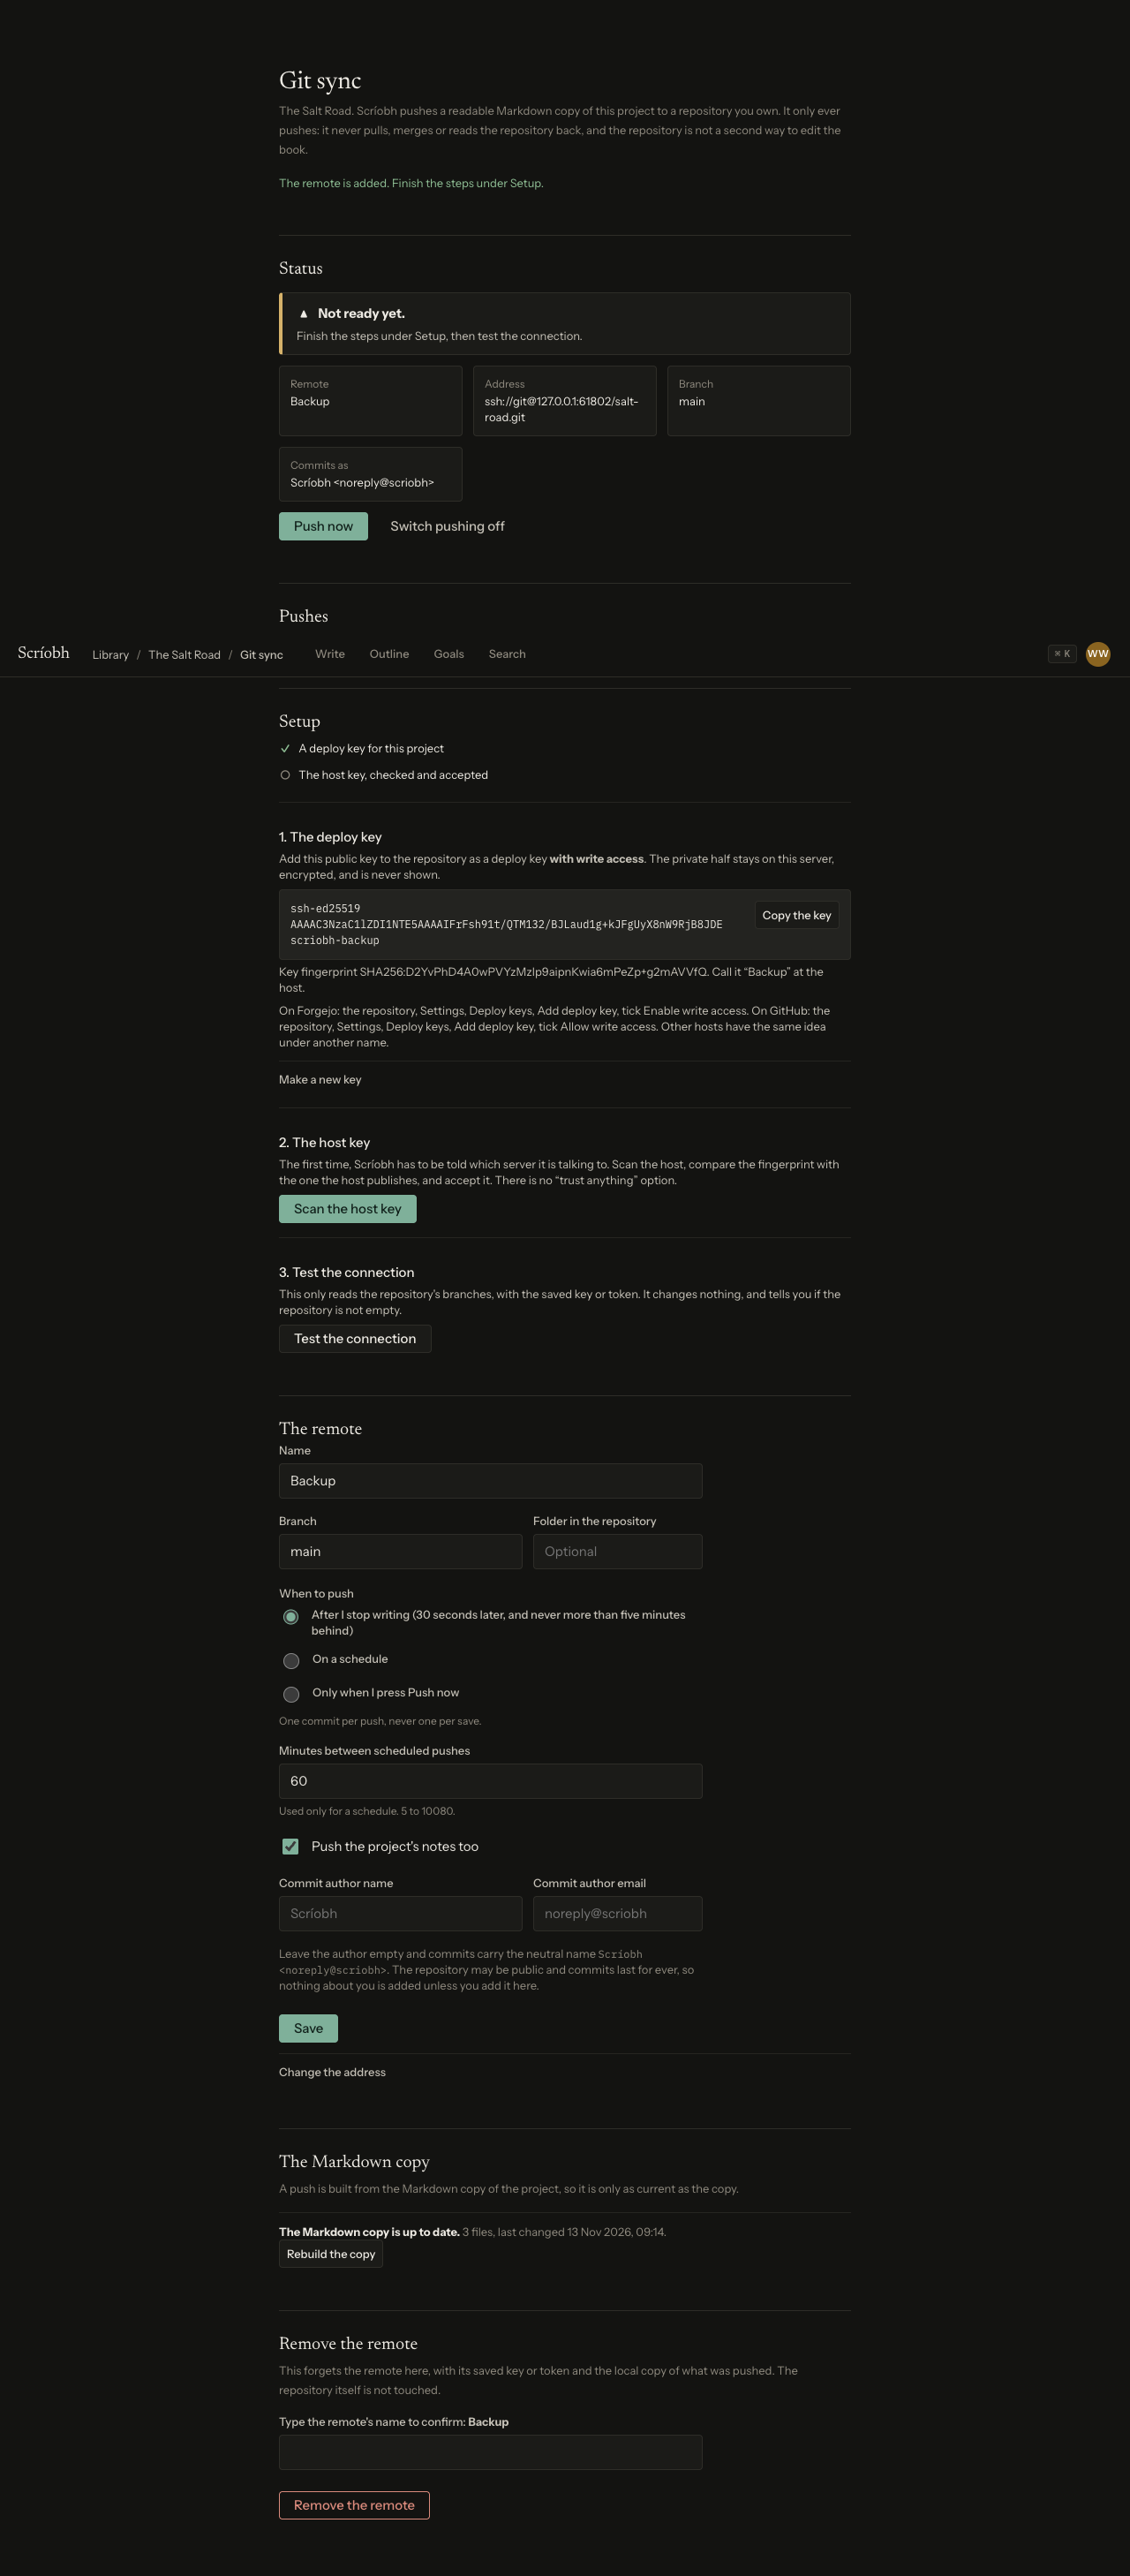 Git sync
The Salt Road. Scríobh pushes a readable Markdown copy of this project to a repository you own. It only ever
pushes: it never pulls, merges or reads the repository back, and the repository is not a second way to edit the
book.
The remote is added. Finish the steps under Setup.
Status
Not ready yet.
Finish the steps under Setup, then test the connection.
Remote
Backup
Address
ssh://git@127.0.0.1:61802/salt-
road.git
Branch
main
Commits as
Scríobh <noreply@scriobh>
Push now
Switch pushing off
Pushes
Scríobh
Library / The Salt Road / Git sync
Write
Outline
Goals
Search
⌘ K
WW
Setup
A deploy key for this project
The host key, checked and accepted
1. The deploy key
Add this public key to the repository as a deploy key with write access. The private half stays on this server,
encrypted, and is never shown.
ssh-ed25519
AAAAC3NzaC1lZDI1NTE5AAAAIFrFsh91t/QTM132/BJLaud1g+kJFgUyX8nW9RjB8JDE
scriobh-backup
Copy the key
Key fingerprint SHA256:D2YvPhD4A0wPVYzMzlp9aipnKwia6mPeZp+g2mAVVfQ. Call it “Backup” at the
host.
On Forgejo: the repository, Settings, Deploy keys, Add deploy key, tick Enable write access. On GitHub: the
repository, Settings, Deploy keys, Add deploy key, tick Allow write access. Other hosts have the same idea
under another name.
Make a new key
2. The host key
The first time, Scríobh has to be told which server it is talking to. Scan the host, compare the fingerprint with
the one the host publishes, and accept it. There is no “trust anything” option.
Scan the host key
3. Test the connection
This only reads the repository's branches, with the saved key or token. It changes nothing, and tells you if the
repository is not empty.
Test the connection
The remote
Name
Backup
Branch
main
Folder in the repository
Optional
When to push
After I stop writing (30 seconds later, and never more than five minutes
behind)
On a schedule
Only when I press Push now
One commit per push, never one per save.
Minutes between scheduled pushes
60
Used only for a schedule. 5 to 10080.
Push the project's notes too
Commit author name
Scríobh
Commit author email
noreply@scriobh
Leave the author empty and commits carry the neutral name Scríobh
<noreply@scriobh>. The repository may be public and commits last for ever, so
nothing about you is added unless you add it here.
Save
Change the address
The Markdown copy
A push is built from the Markdown copy of the project, so it is only as current as the copy.
The Markdown copy is up to date. 3 files, last changed 13 Nov 2026, 09:14.
Rebuild the copy
Remove the remote
This forgets the remote here, with its saved key or token and the local copy of what was pushed. The
repository itself is not touched.
Type the remote's name to confirm: Backup
Remove the remote